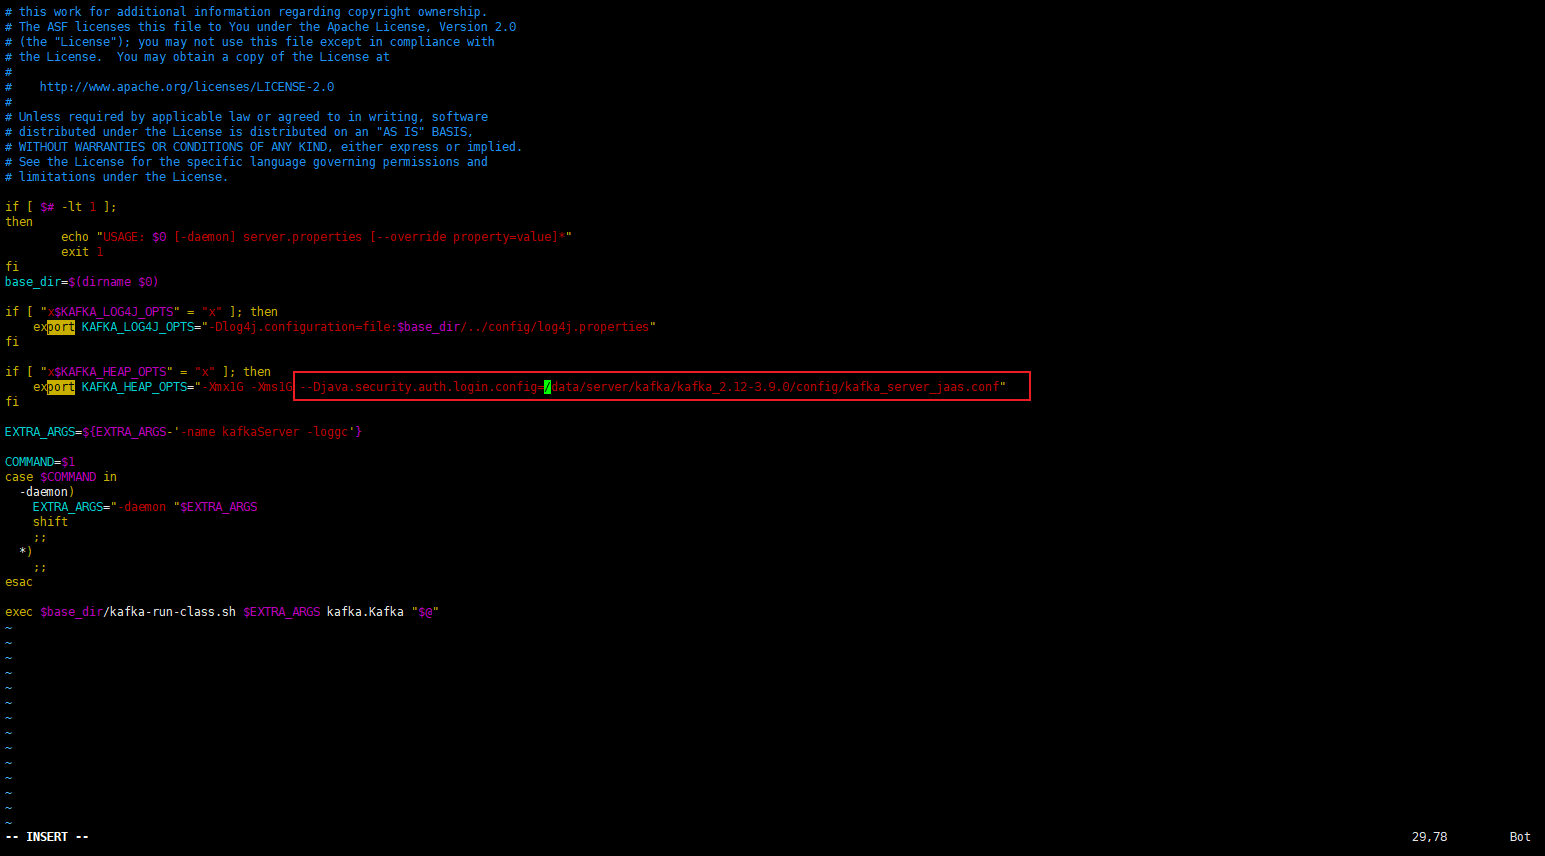 # this work for additional information regarding copyright ownership.
# The ASF licenses this file to You under the Apache License, Version 2.0
# (the "License"); you may not use this file except in compliance with
# the License.  You may obtain a copy of the License at
#
#    http://www.apache.org/licenses/LICENSE-2.0
#
# Unless required by applicable law or agreed to in writing, software
# distributed under the License is distributed on an "AS IS" BASIS,
# WITHOUT WARRANTIES OR CONDITIONS OF ANY KIND, either express or implied.
# See the License for the specific language governing permissions and
# limitations under the License.

if [ $# -lt 1 ];
then
        echo "USAGE: $0 [-daemon] server.properties [--override property=value]*"
        exit 1
fi
base_dir=$(dirname $0)

if [ "x$KAFKA_LOG4J_OPTS" = "x" ]; then
    export KAFKA_LOG4J_OPTS="-Dlog4j.configuration=file:$base_dir/../config/log4j.properties"
fi

if [ "x$KAFKA_HEAP_OPTS" = "x" ]; then
    export KAFKA_HEAP_OPTS="-Xmx1G -Xms1G --Djava.security.auth.login.config=/data/server/kafka/kafka_2.12-3.9.0/config/kafka_server_jaas.conf"
fi

EXTRA_ARGS=${EXTRA_ARGS-'-name kafkaServer -loggc'}

COMMAND=$1
case $COMMAND in
  -daemon)
    EXTRA_ARGS="-daemon "$EXTRA_ARGS
    shift
    ;;
  *)
    ;;
esac

exec $base_dir/kafka-run-class.sh $EXTRA_ARGS kafka.Kafka "$@"
~
~
~
~
~
~
~
~
~
~
~
~
~
~
-- INSERT -- 29,78 Bot